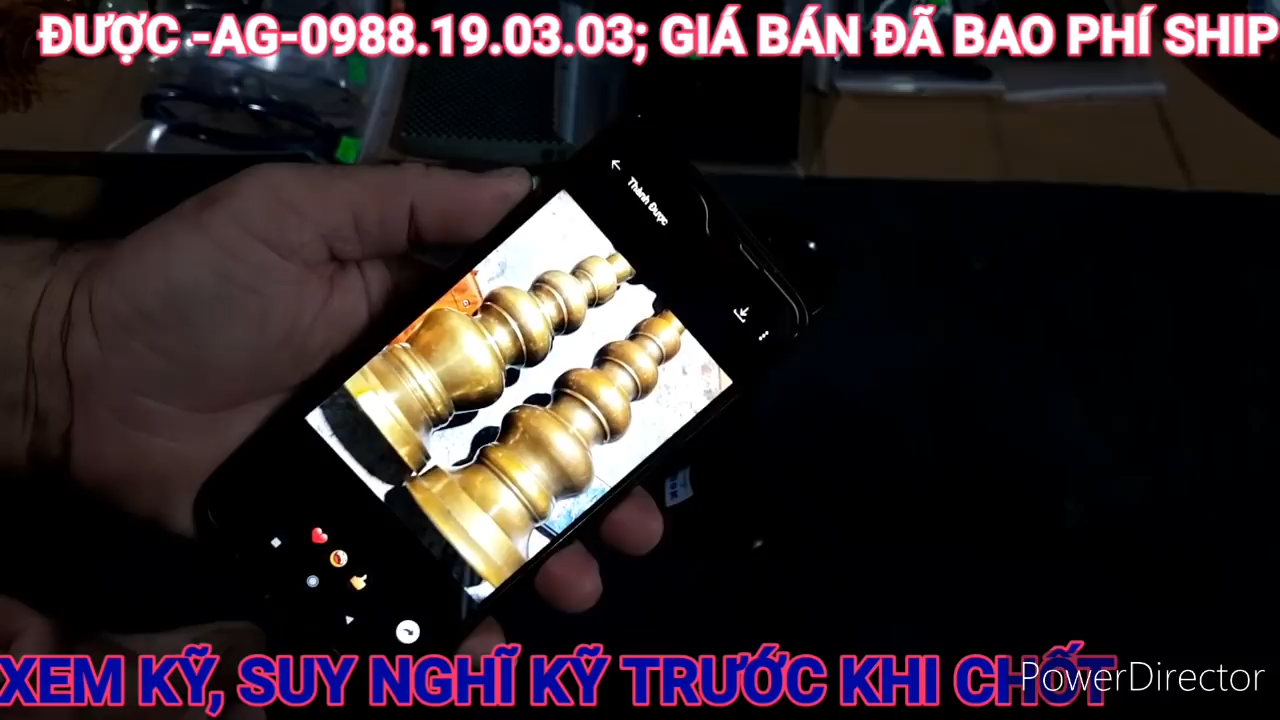 ĐƯỢC -AG-0988.19.03.03; GIÁ BÁN ĐÃ BAO PHÍ SHIP
Thành Được
XEM KỸ, SUY NGHĨ KỸ TRƯỚC KHI CHỐT
PowerDirector